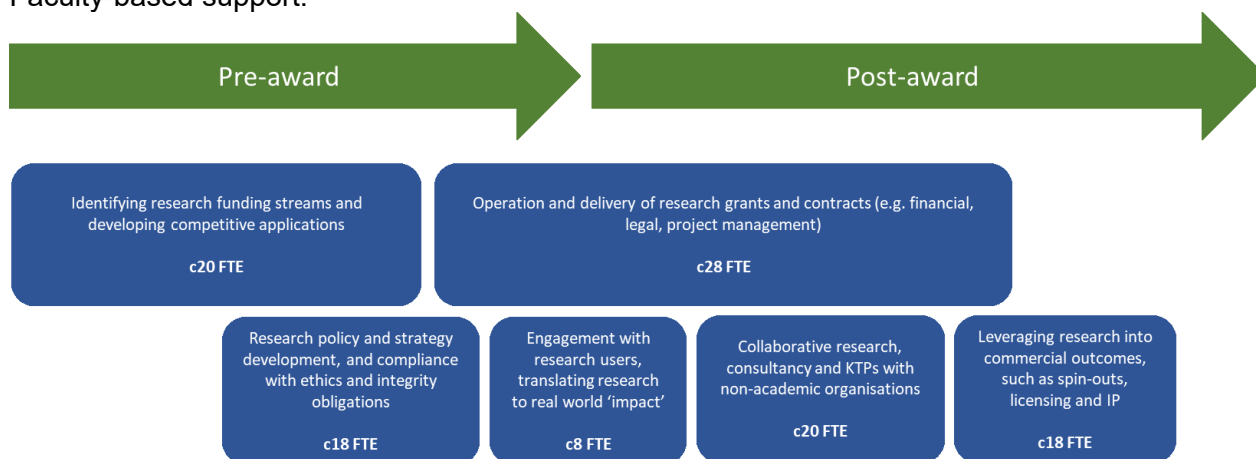 Faculty-based support.
Pre-award
Post-award
Identifying research funding streams and
developing competitive applications
c20 FTE
Operation and delivery of research grants and contracts (e.g. financial,
legal, project management)
c28 FTE
Research policy and strategy
development, and compliance
with ethics and integrity
obligations
c18 FTE
Engagement with
research users,
translating research
to real world ‘impact’
c8 FTE
Collaborative research,
consultancy and KTPs with
non-academic organisations
c20 FTE
Leveraging research into
commercial outcomes,
such as spin-outs,
licensing and IP
c18 FTE